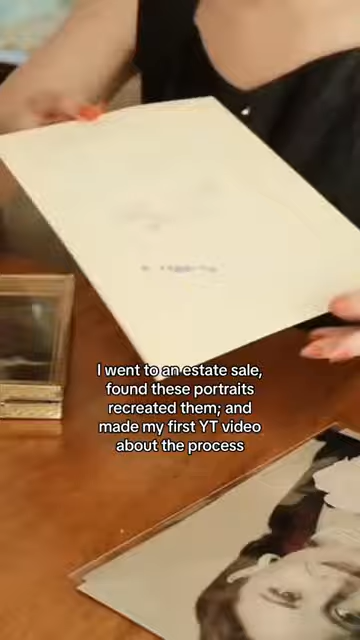 I went to an estate sale,
found these portraits
recreated them; and
made my first YT video
about the process